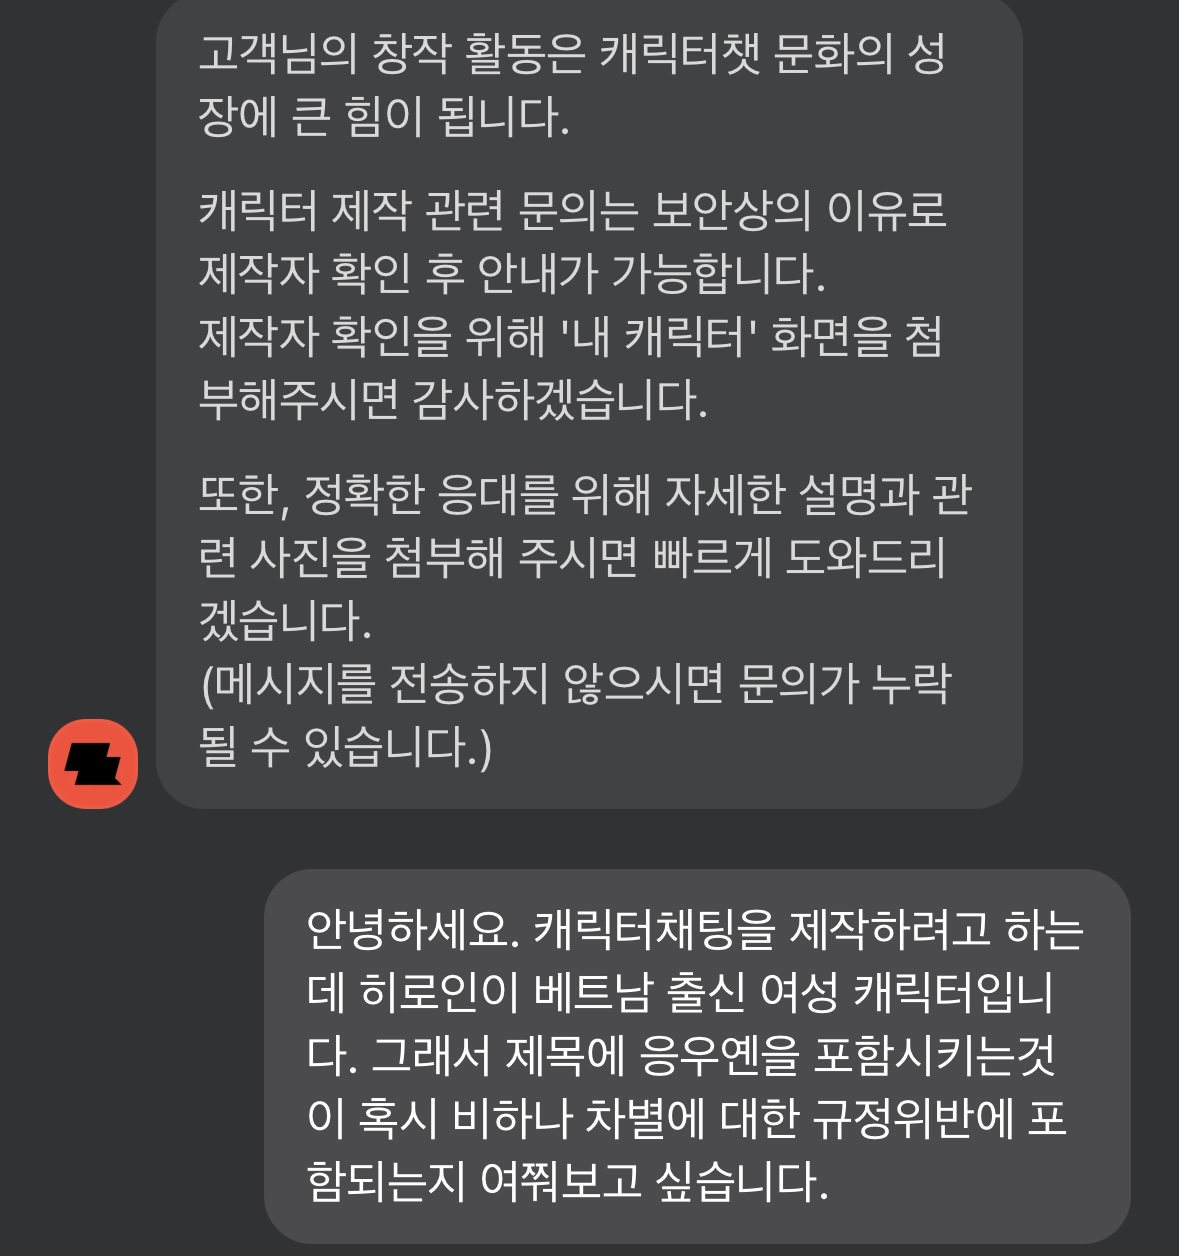 고객님의 창작 활동은 캐릭터챗 문화의 성
장에 큰 힘이 됩니다.
캐릭터 제작 관련 문의는 보안상의 이유로
제작자 확인 후 안내가 가능합니다.
제작자 확인을 위해 '내 캐릭터' 화면을 첨
부해주시면 감사하겠습니다.
또한, 정확한 응대를 위해 자세한 설명과 관
련 사진을 첨부해 주시면 빠르게 도와드리
겠습니다.
(메시지를 전송하지 않으시면 문의가 누락
될 수 있습니다.)
안녕하세요. 캐릭터채팅을 제작하려고 하는
데 히로인이 베트남 출신 여성 캐릭터입니
다. 그래서 제목에 응우옌을 포함시키는것
이 혹시 비하나 차별에 대한 규정위반에 포
함되는지 여쭤보고 싶습니다.